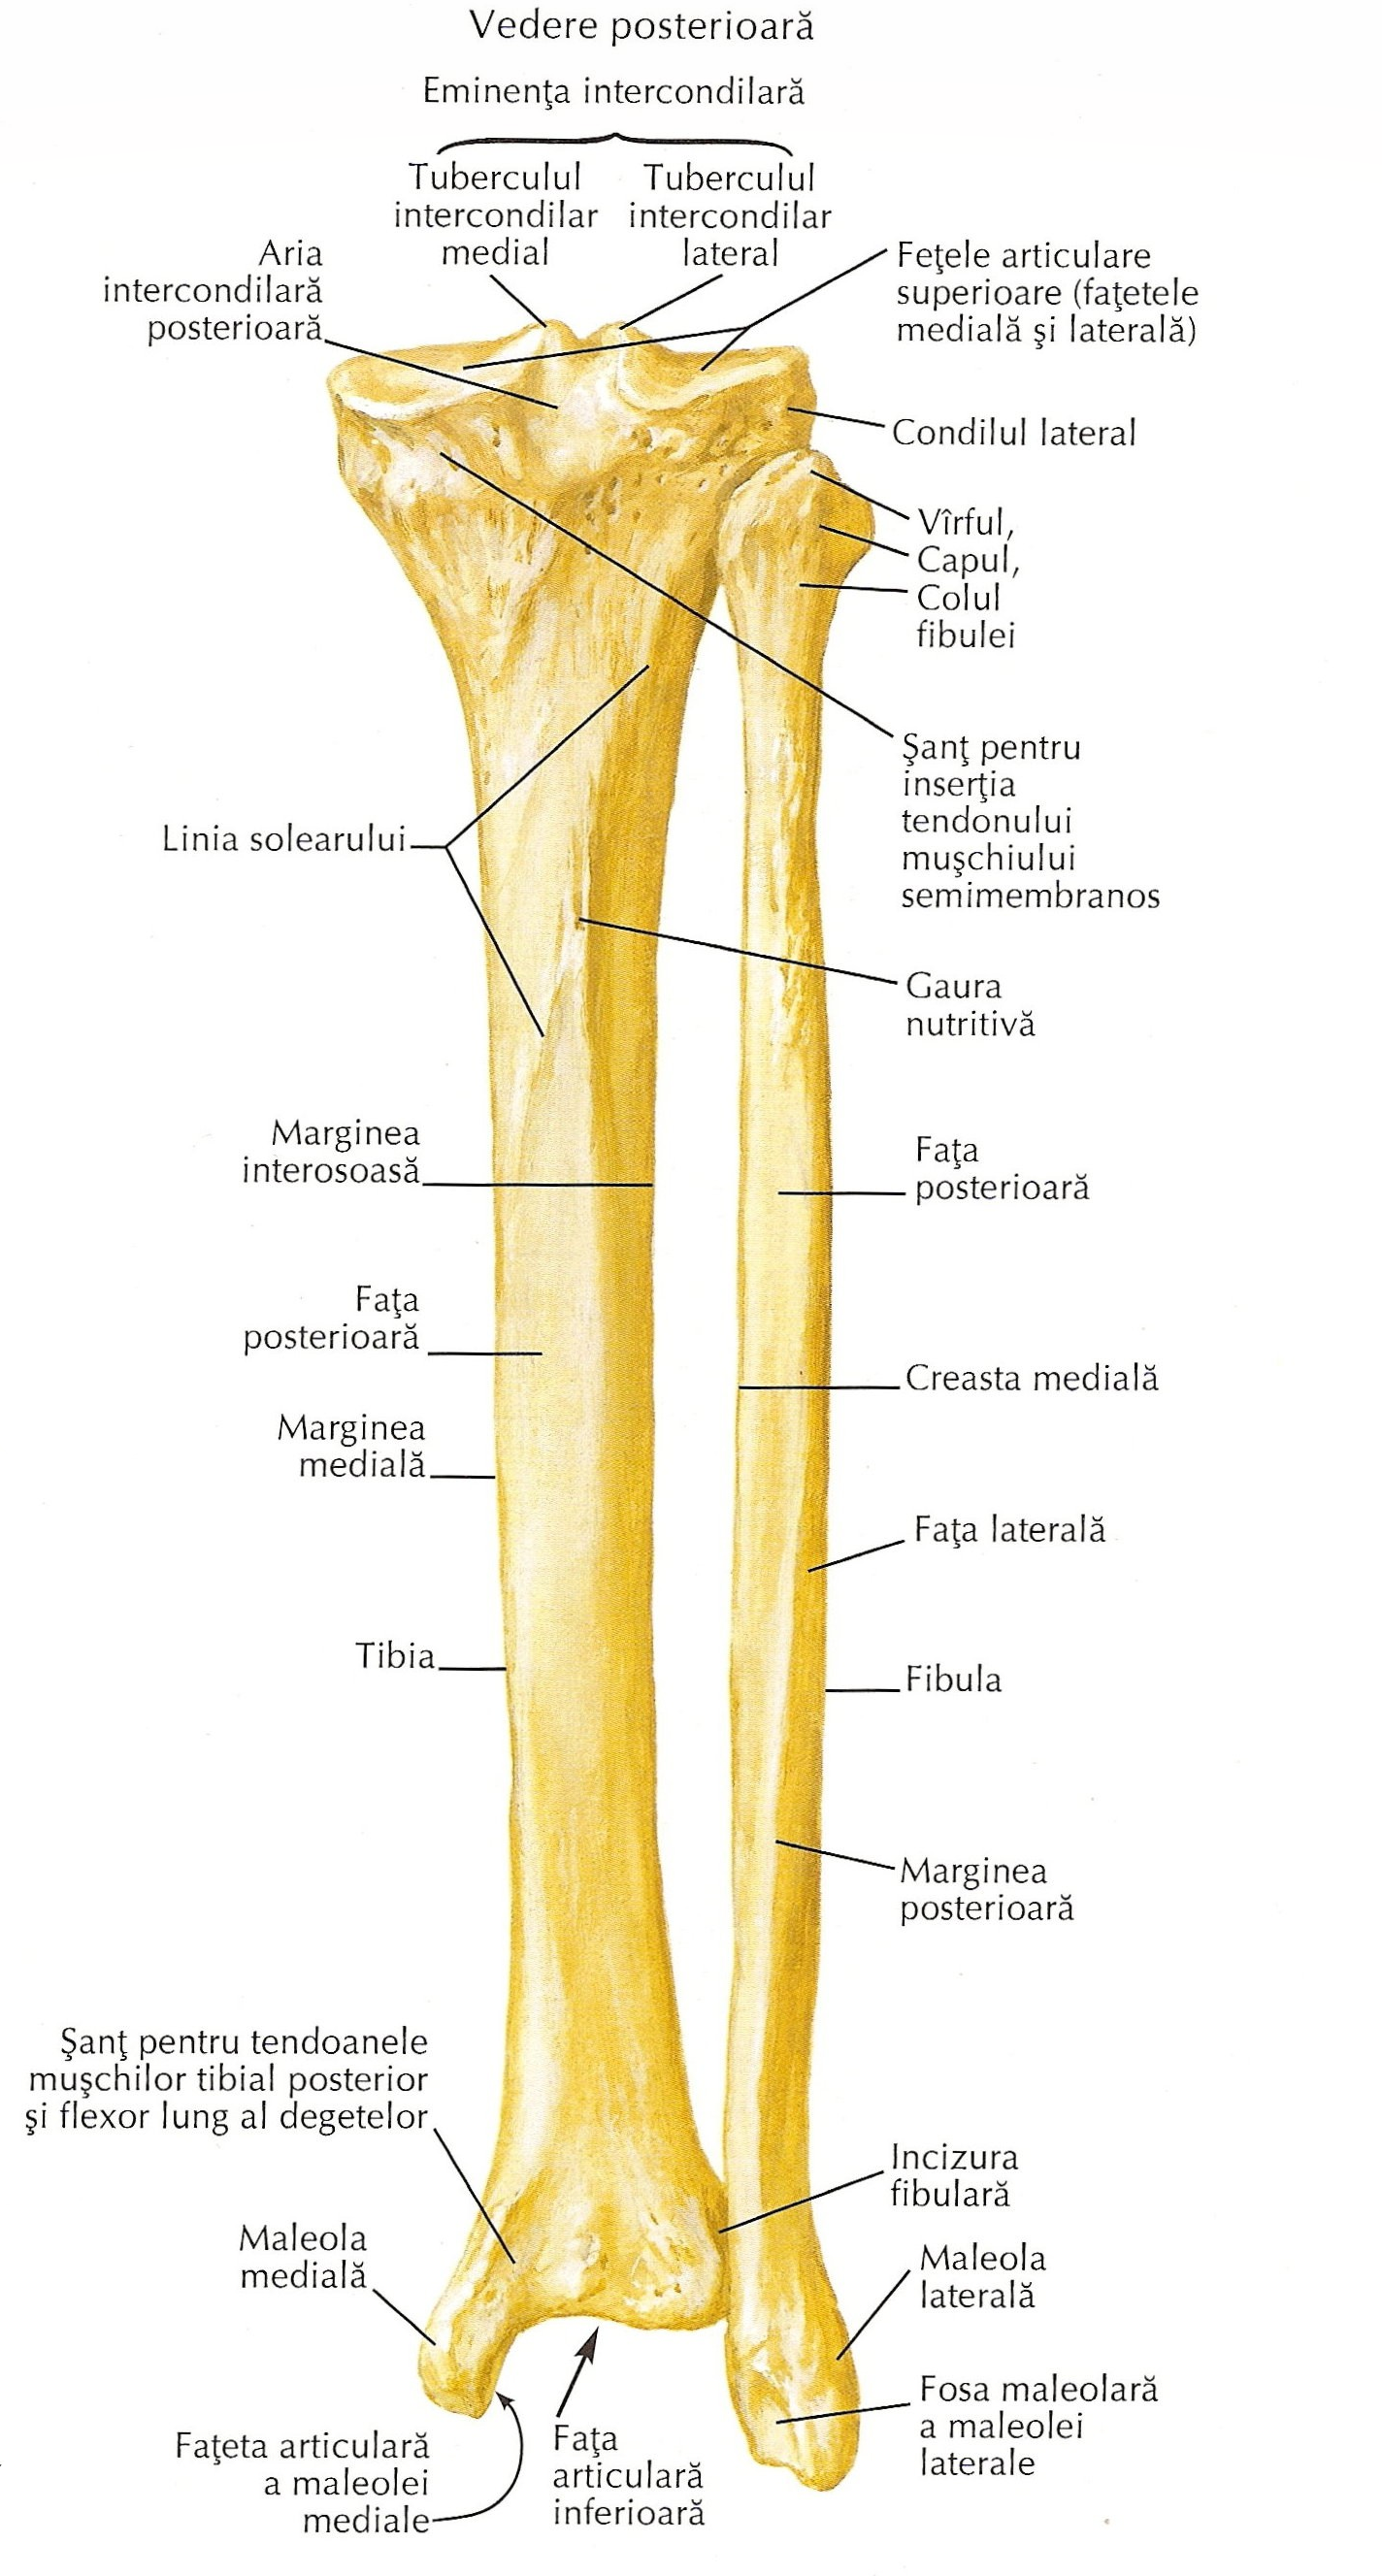 Vedere posterioară
Eminenţa intercondilară
Tuberculul
intercondilar
medial
Tuberculul
intercondilar
lateral
Aria
intercondilară
posterioară
Feţele articulare
superioare (faţetele
medială şi laterală)
Condilul lateral
Vîrful,
Capul,
Colul
fibulei
Şanţ pentru
inserţia
tendonului
muşchiului
semimembranos
Linia solearului
Gaura
nutritivă
Marginea
interosoasă
Faţa
posterioară
Faţa
posterioară
Creasta medială
Marginea
medială
Faţa laterală
Tibia
Fibula
Marginea
posterioară
Şanţ pentru tendoanele
muşchilor tibial posterior
şi flexor lung al degetelor
Incizura
fibulară
Maleola
medială
Maleola
laterală
Fosa maleolară
a maleolei
laterale
Faţeta articulară
a maleolei
mediale
Faţa
articulară
inferioară